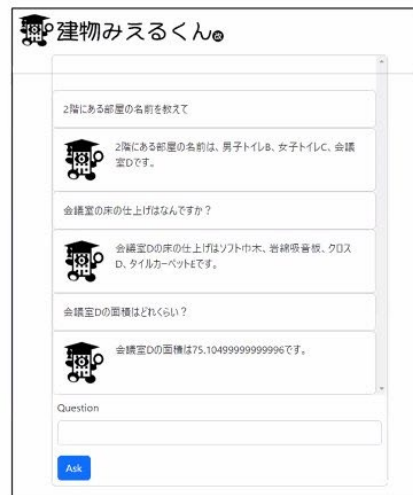 建物みえるくん改
2階にある部屋の名前を教えて
2階にある部屋の名前は、男子トイレB、女子トイレC、会議
室Dです。
会議室の床の仕上げはなんですか？
会議室Dの床の仕上げはソフト巾木、岩綿吸音板、クロス
D、タイルカーペットEです。
会議室Dの面積はどれくらい？
会議室Dの面積は75.10499999999996です。
Question
Ask